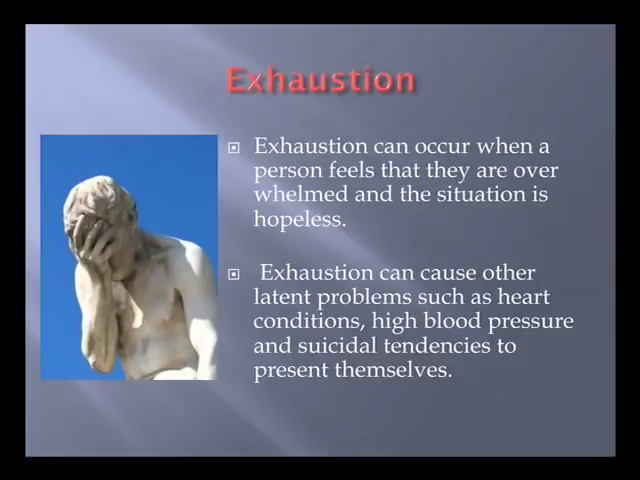 Exhaustion
Exhaustion can occur when a
person feels that they are over
whelmed and the situation is
hopeless.
Exhaustion can cause other
latent problems such as heart
conditions, high blood pressure
and suicidal tendencies to
present themselves.